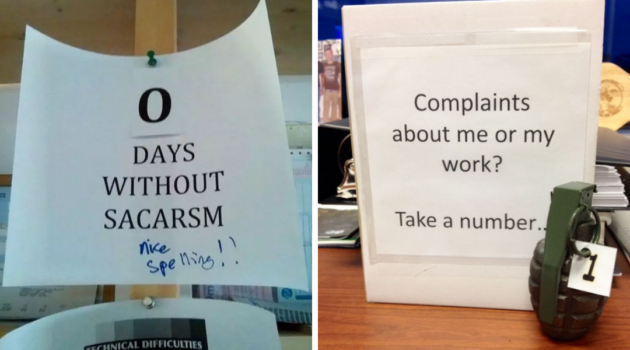 0
DAYS
WITHOUT
SACARSM
nice
spelling!!
TECHNICAL DIFFICULTIES
Complaints
about me or my
work?
Take a number..
1